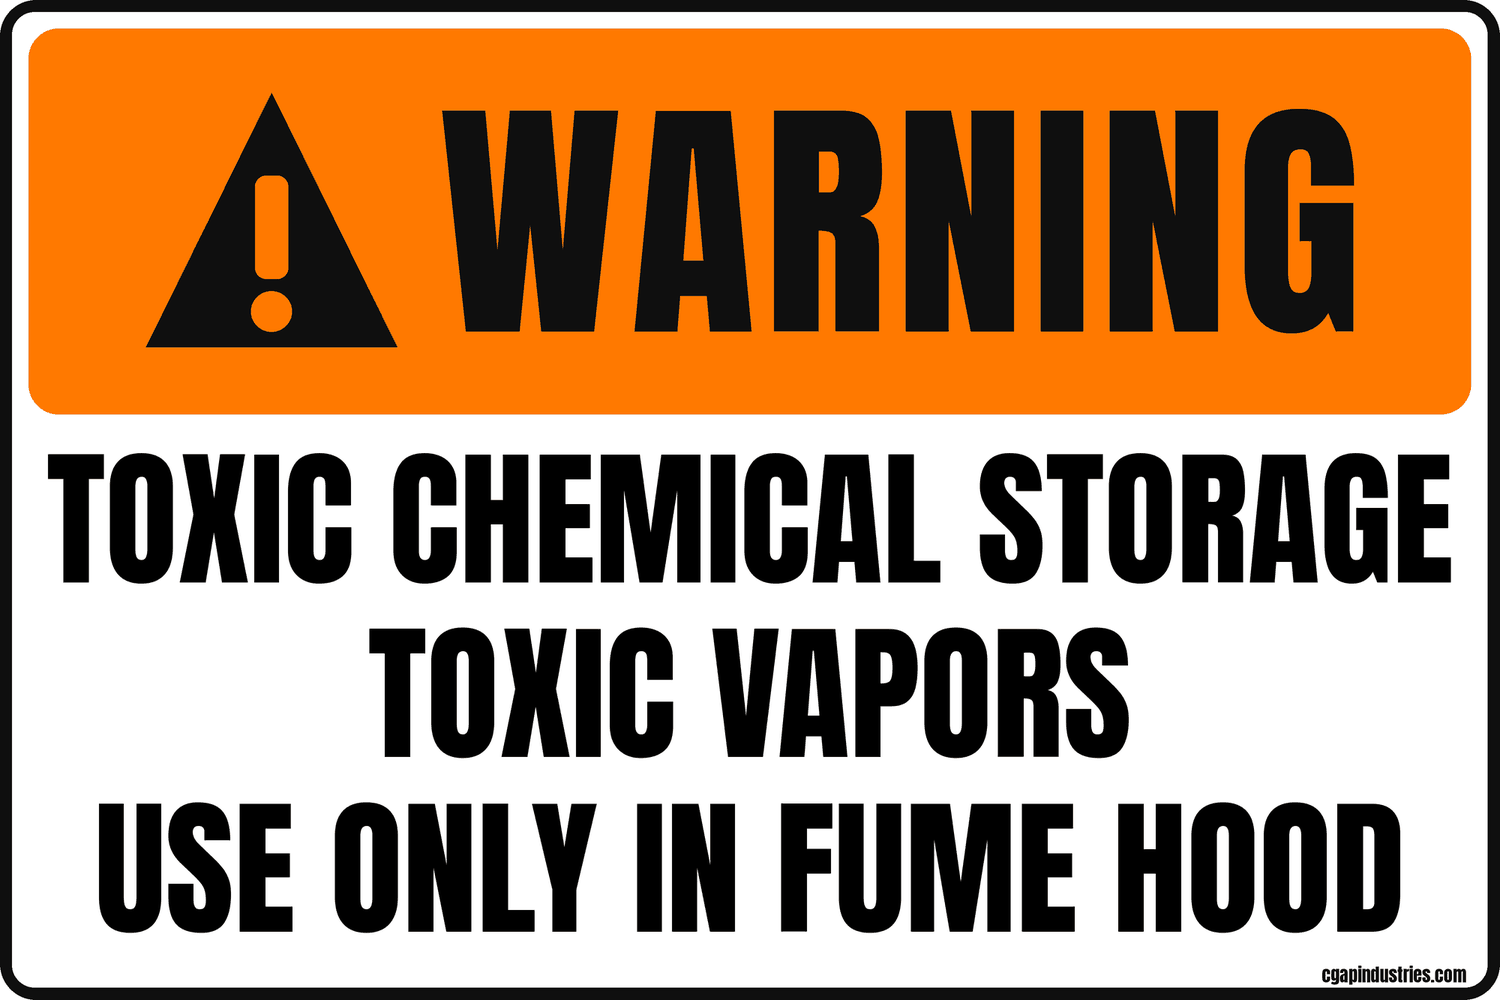 WARNING
TOXIC CHEMICAL STORAGE
TOXIC VAPORS
USE ONLY IN FUME HOOD
cgapindustries.com